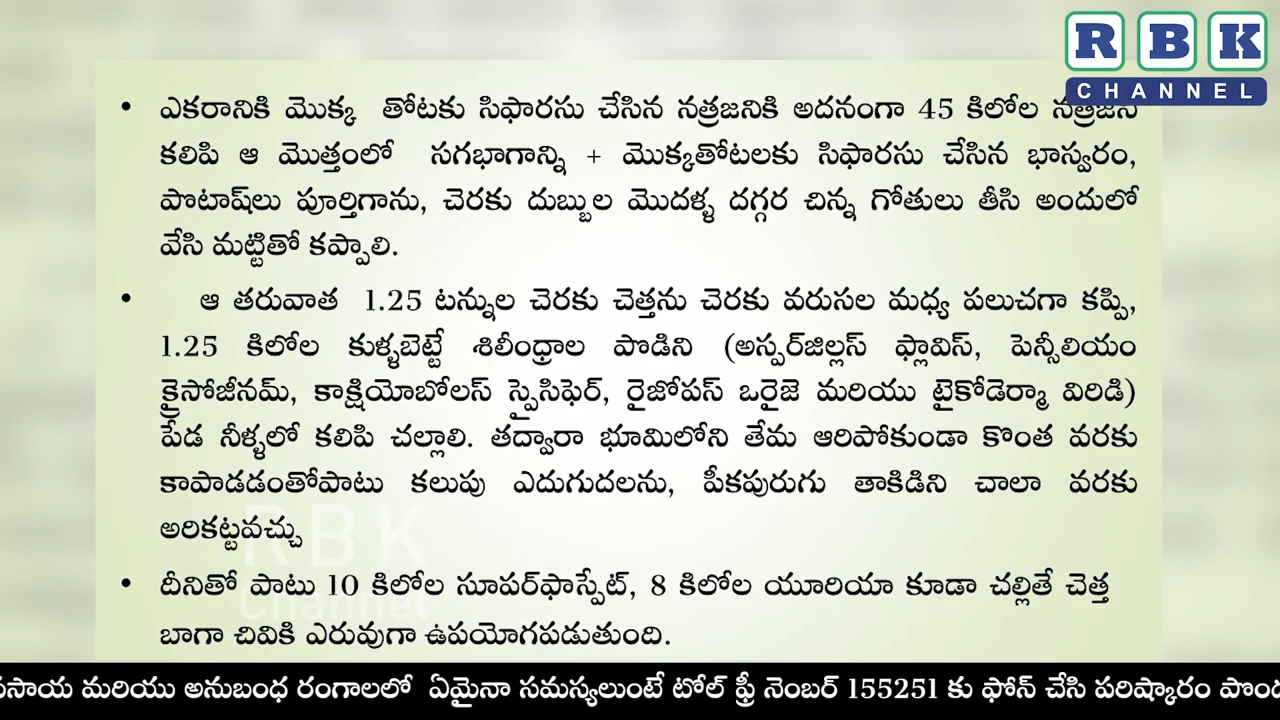 RBK
CHANNEL
• ఎకరానికి మొక్క తోటకు సిఫారసు చేసిన నత్రజనికి అదనంగా 45 కిలోల నత్రజని
కలిపి ఆ మొత్తంలో సగభాగాన్ని + మొక్కతోటలకు సిఫారసు చేసిన భాస్వరం,
పొటాష్‌లు పూర్తిగాను, చెరకు దుబ్బుల మొదళ్ళ దగ్గర చిన్న గోతులు తీసి అందులో
వేసి మట్టితో కప్పాలి.
• ఆ తరువాత 1.25 టన్నుల చెరకు చెత్తను చెరకు వరుసల మధ్య పలుచగా కప్పి,
1.25 కిలోల కుళ్ళబెట్టే శిలీంధ్రాల పొడిని (అస్పర్‌జిల్లస్ ఫ్లావిస్, పెన్సీలియం
క్రైసోజీనమ్, కాక్షియోబోలస్ స్పైసిఫెర్, రైజోపస్ ఒరైజె మరియు టైకోడెర్మా విరిడి)
పేడ నీళ్ళలో కలిపి చల్లాలి. తద్వారా భూమిలోని తేమ ఆరిపోకుండా కొంత వరకు
కాపాడడంతోపాటు కలుపు ఎదుగుదలను, పీకపురుగు తాకిడిని చాలా వరకు
అరికట్టవచ్చు
• దీనితో పాటు 10 కిలోల సూపర్‌ఫాస్పేట్, 8 కిలోల యూరియా కూడా చల్లితే చెత్త
బాగా చివికి ఎరువుగా ఉపయోగపడుతుంది.
RBK
Channel
వసాయ మరియు అనుబంధ రంగాలలో ఏమైనా సమస్యలుంటే టోల్ ఫ్రీ నెంబర్ 155251 కు ఫోన్ చేసి పరిష్కారం